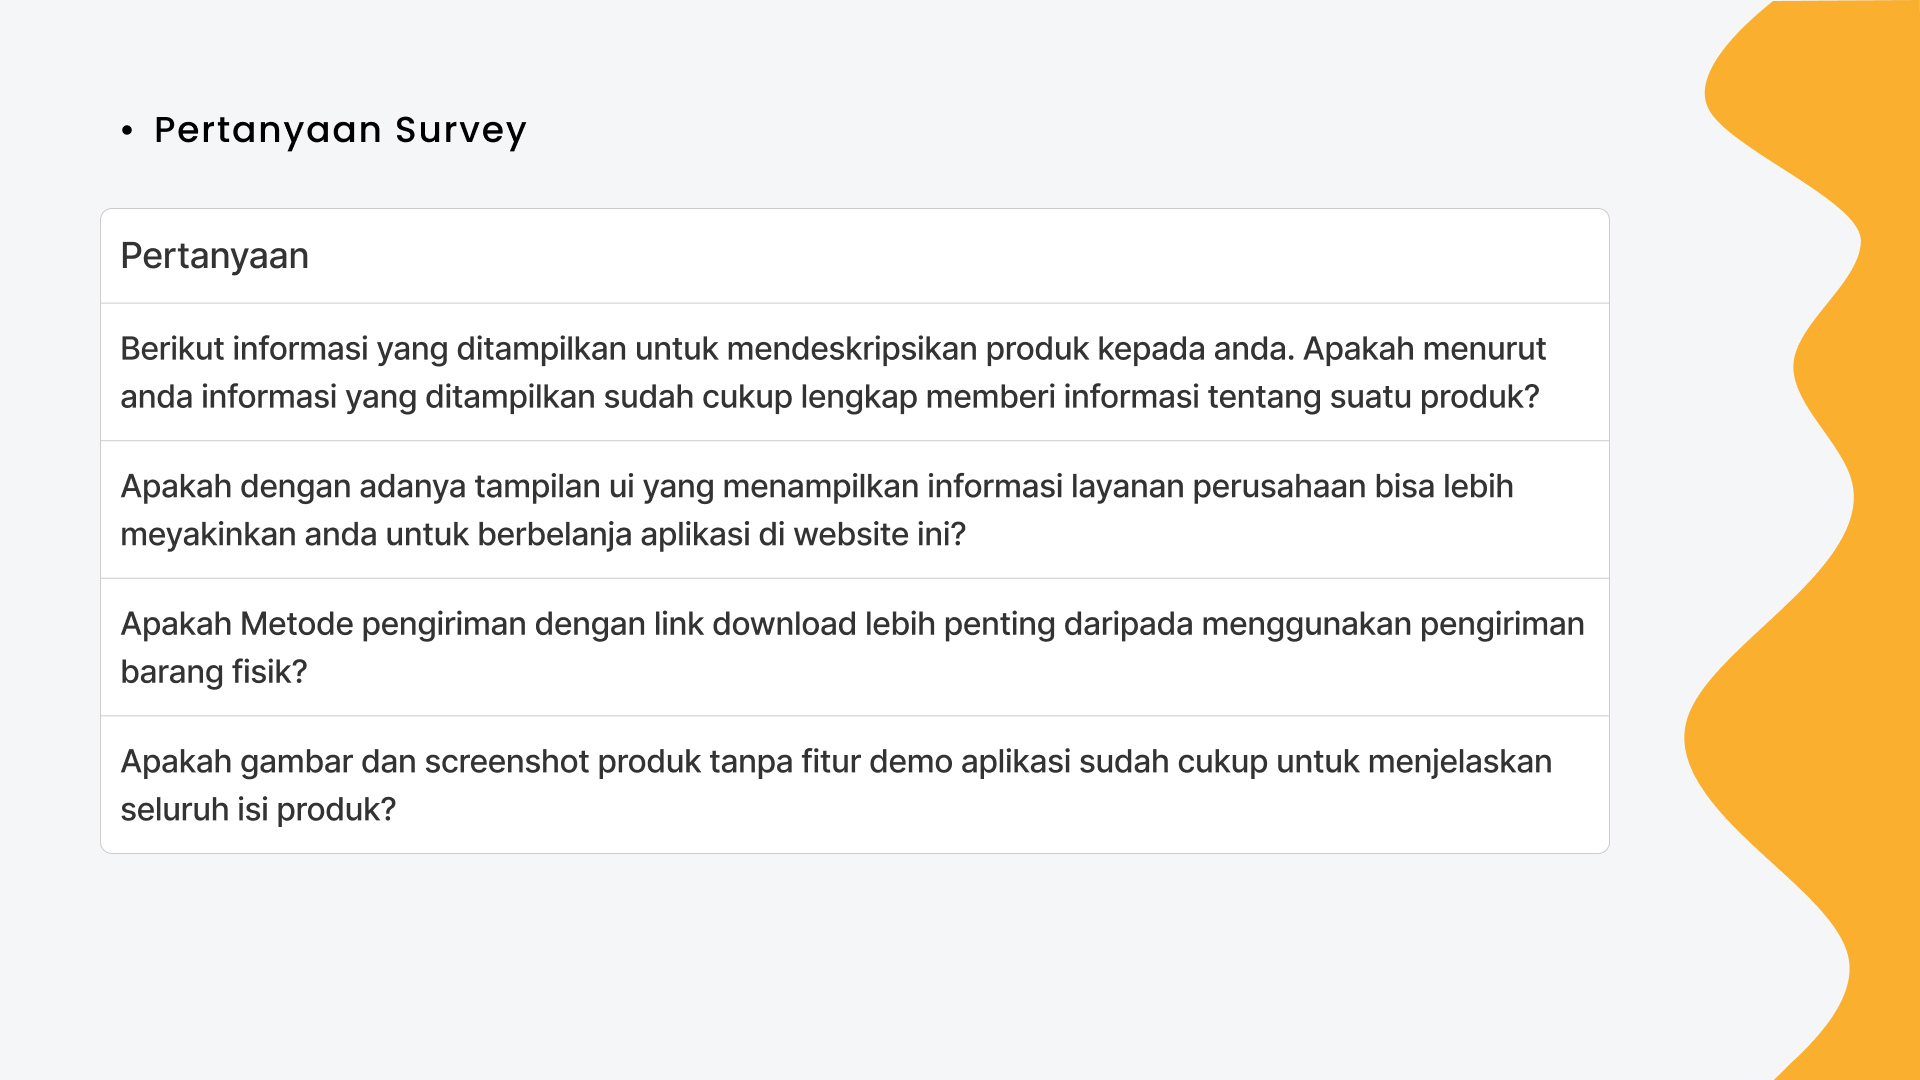 • Pertanyaan Survey
Pertanyaan
Berikut informasi yang ditampilkan untuk mendeskripsikan produk kepada anda. Apakah menurut
anda informasi yang ditampilkan sudah cukup lengkap memberi informasi tentang suatu produk?
Apakah dengan adanya tampilan ui yang menampilkan informasi layanan perusahaan bisa lebih
meyakinkan anda untuk berbelanja aplikasi di website ini?
Apakah Metode pengiriman dengan link download lebih penting daripada menggunakan pengiriman
barang fisik?
Apakah gambar dan screenshot produk tanpa fitur demo aplikasi sudah cukup untuk menjelaskan
seluruh isi produk?